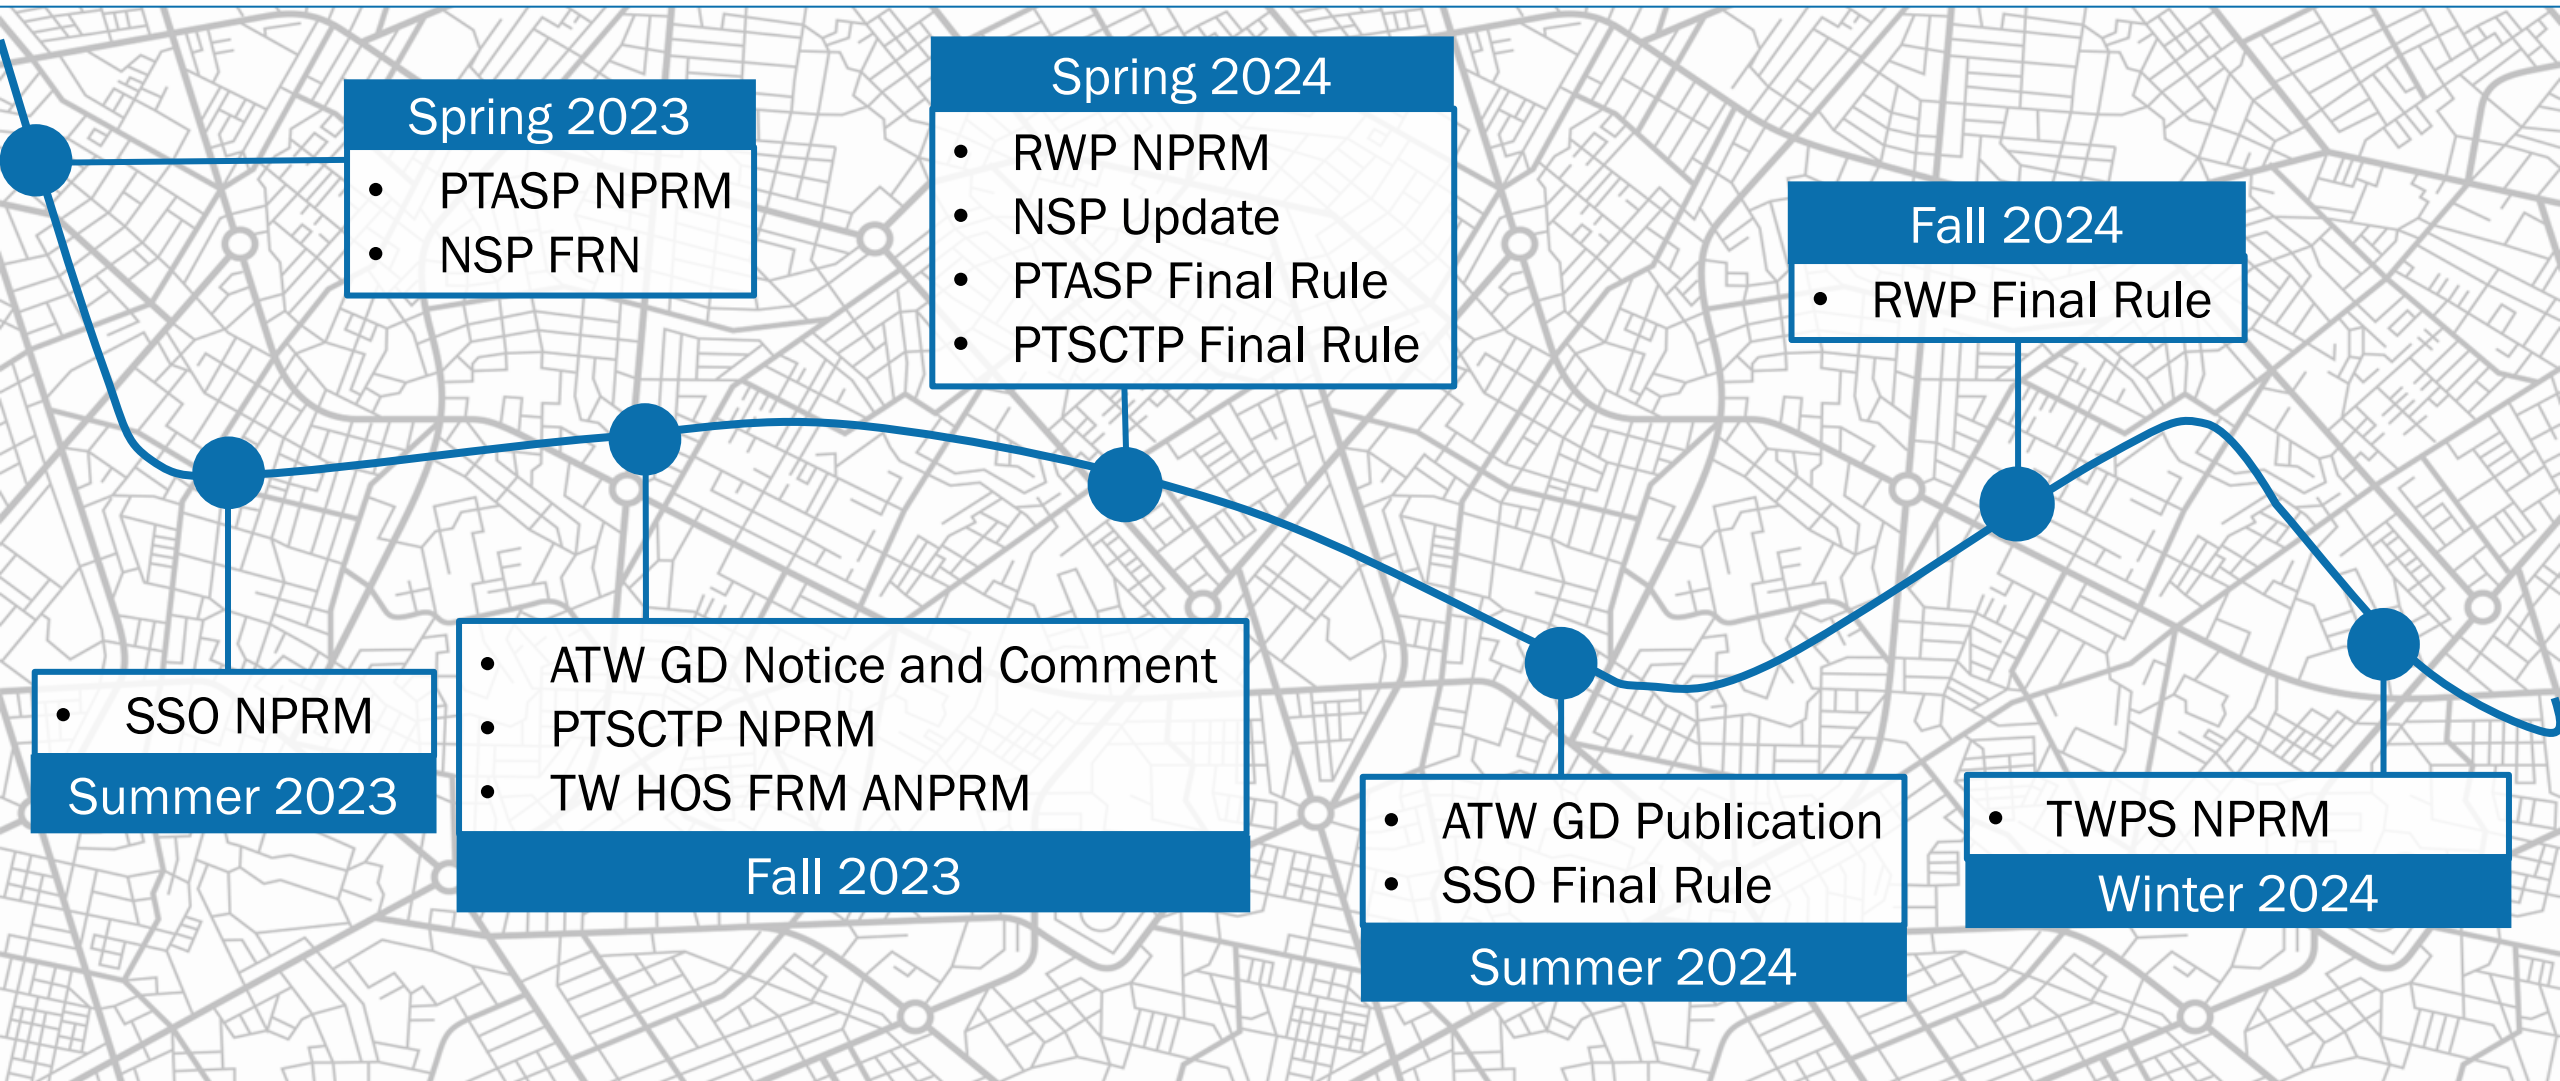 Spring 2023
• PTASP NPRM
• NSP FRN
• SSO NPRM
Summer 2023
• ATW GD Notice and Comment
• PTSCTP NPRM
• TW HOS FRM ANPRM
Fall 2023
Spring 2024
• RWP NPRM
• NSP Update
• PTASP Final Rule
• PTSCTP Final Rule
• ATW GD Publication
• SSO Final Rule
Summer 2024
Fall 2024
• RWP Final Rule
• TWPS NPRM
Winter 2024